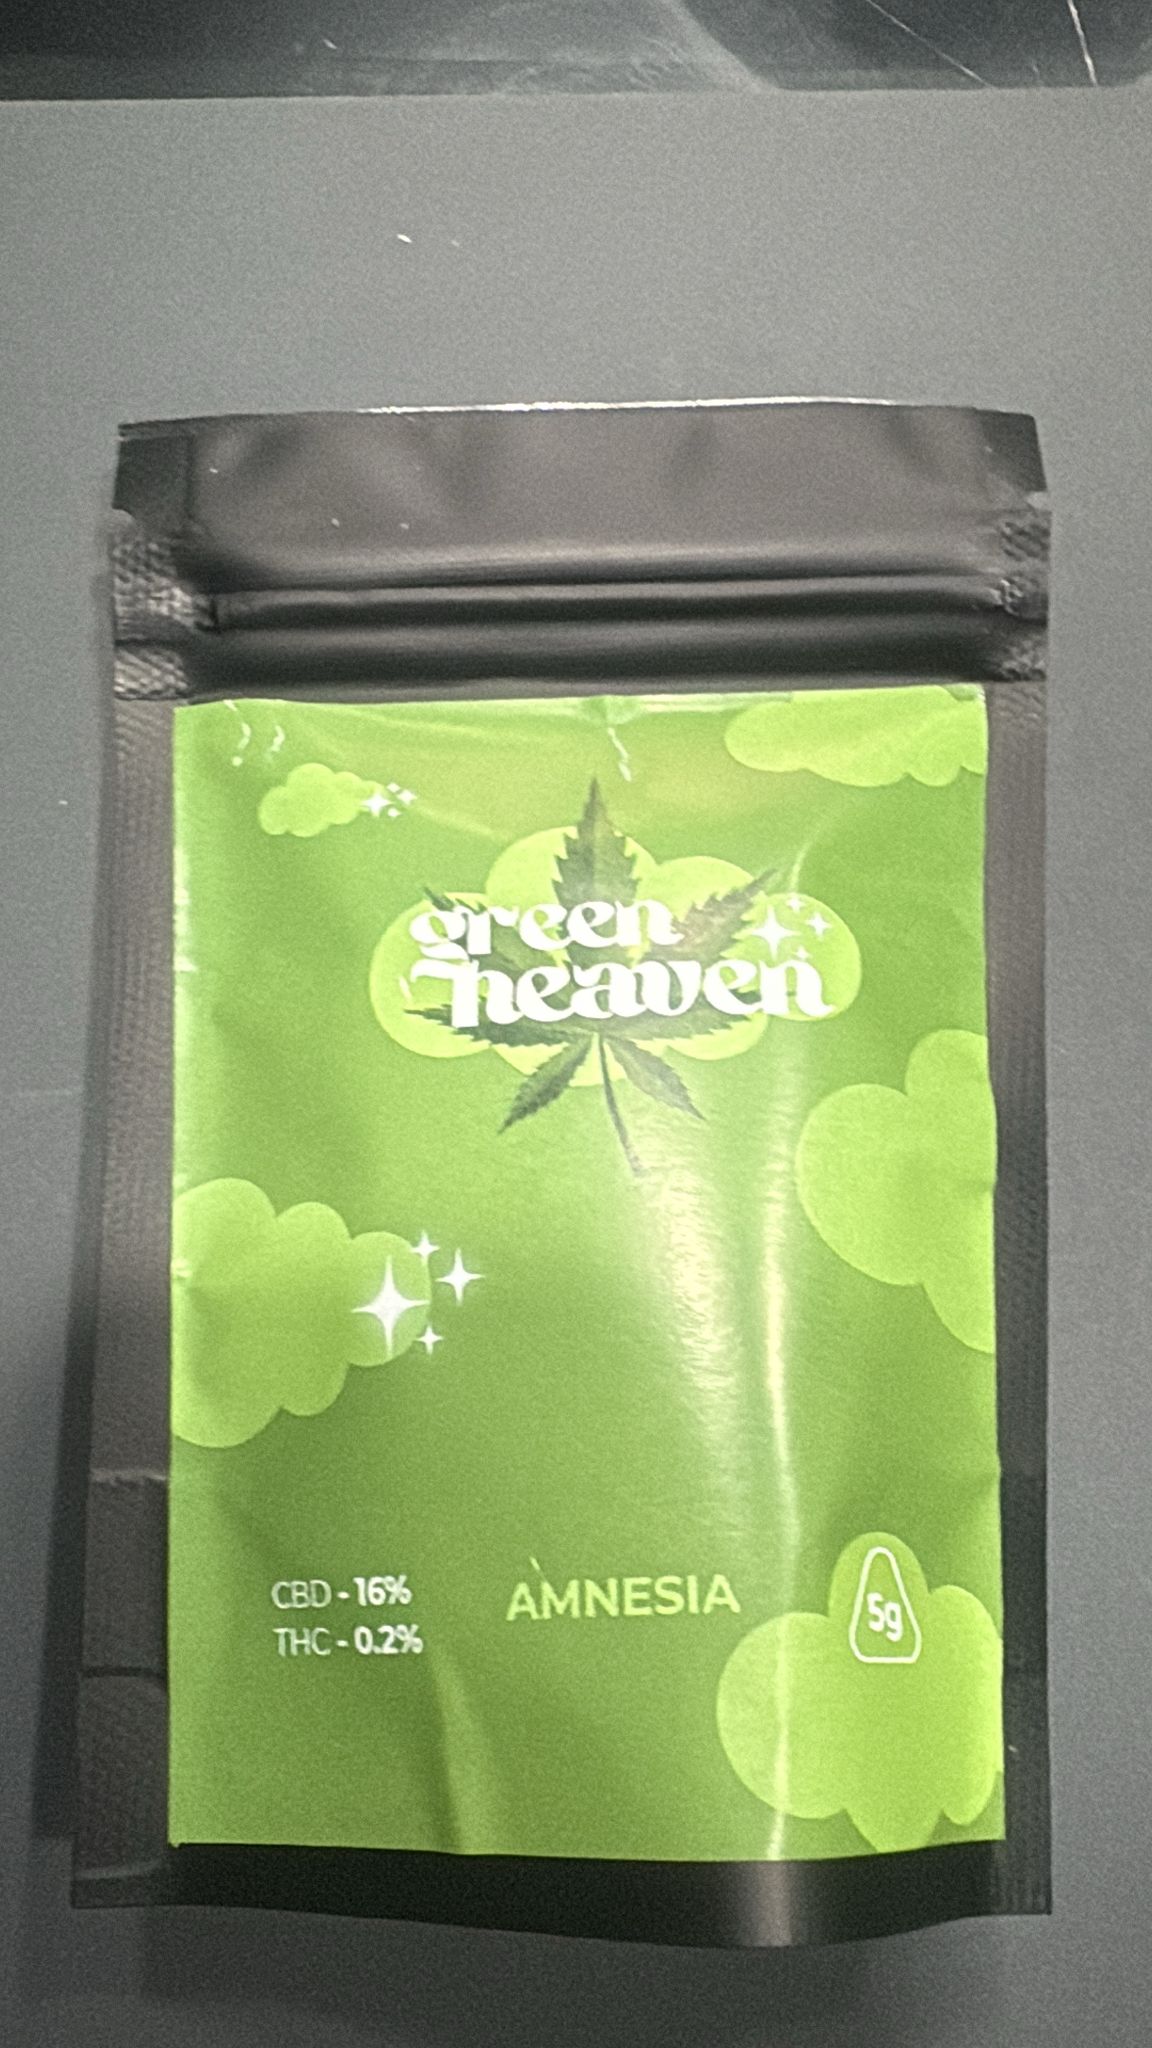 green
heaven
CBD - 16%
THC - 0.2%
AMNESIA
5g